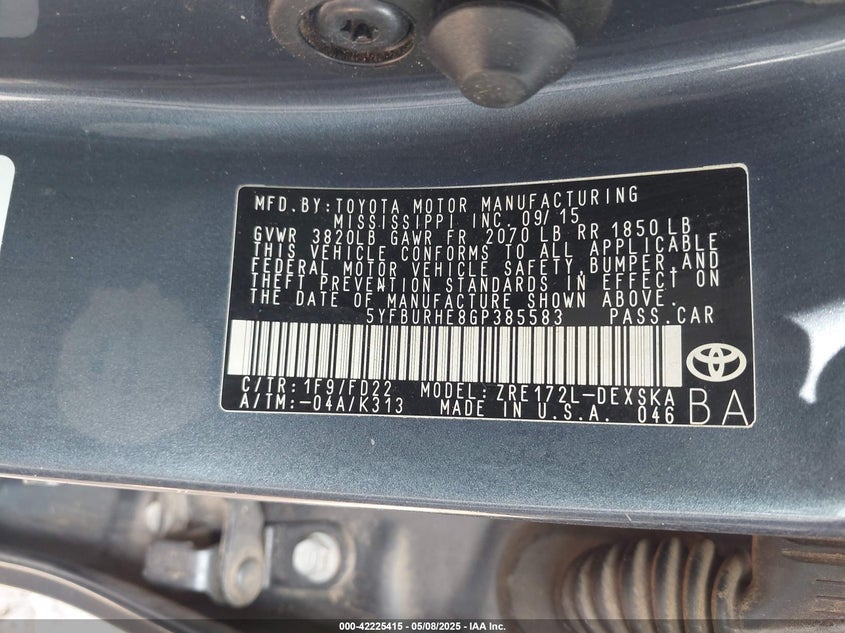 MFD.BY:TOYOTA MOTOR MANUFACTURING
MISSISSIPPI INC. 09/15
GVWR 3820LB GAWR FR 2070 LB RR 1850 LB
THIS VEHICLE CONFORMS TO ALL APPLICABLE
FEDERAL MOTOR VEHICLE SAFETY,BUMPER,AND
THEFT PREVENTION STANDARDS IN EFFECT ON
THE DATE OF MANUFACTURE SHOWN ABOVE.
5YFBURHE8GP385583 PASS.CAR
C/TR:1F9/FD22 MODEL:ZRE172L-DEXSKA
A/TM:-04A/K313 MADE IN U.S.A. 046
BA
000-42225415 - 05/08/2025 - IAA Inc.